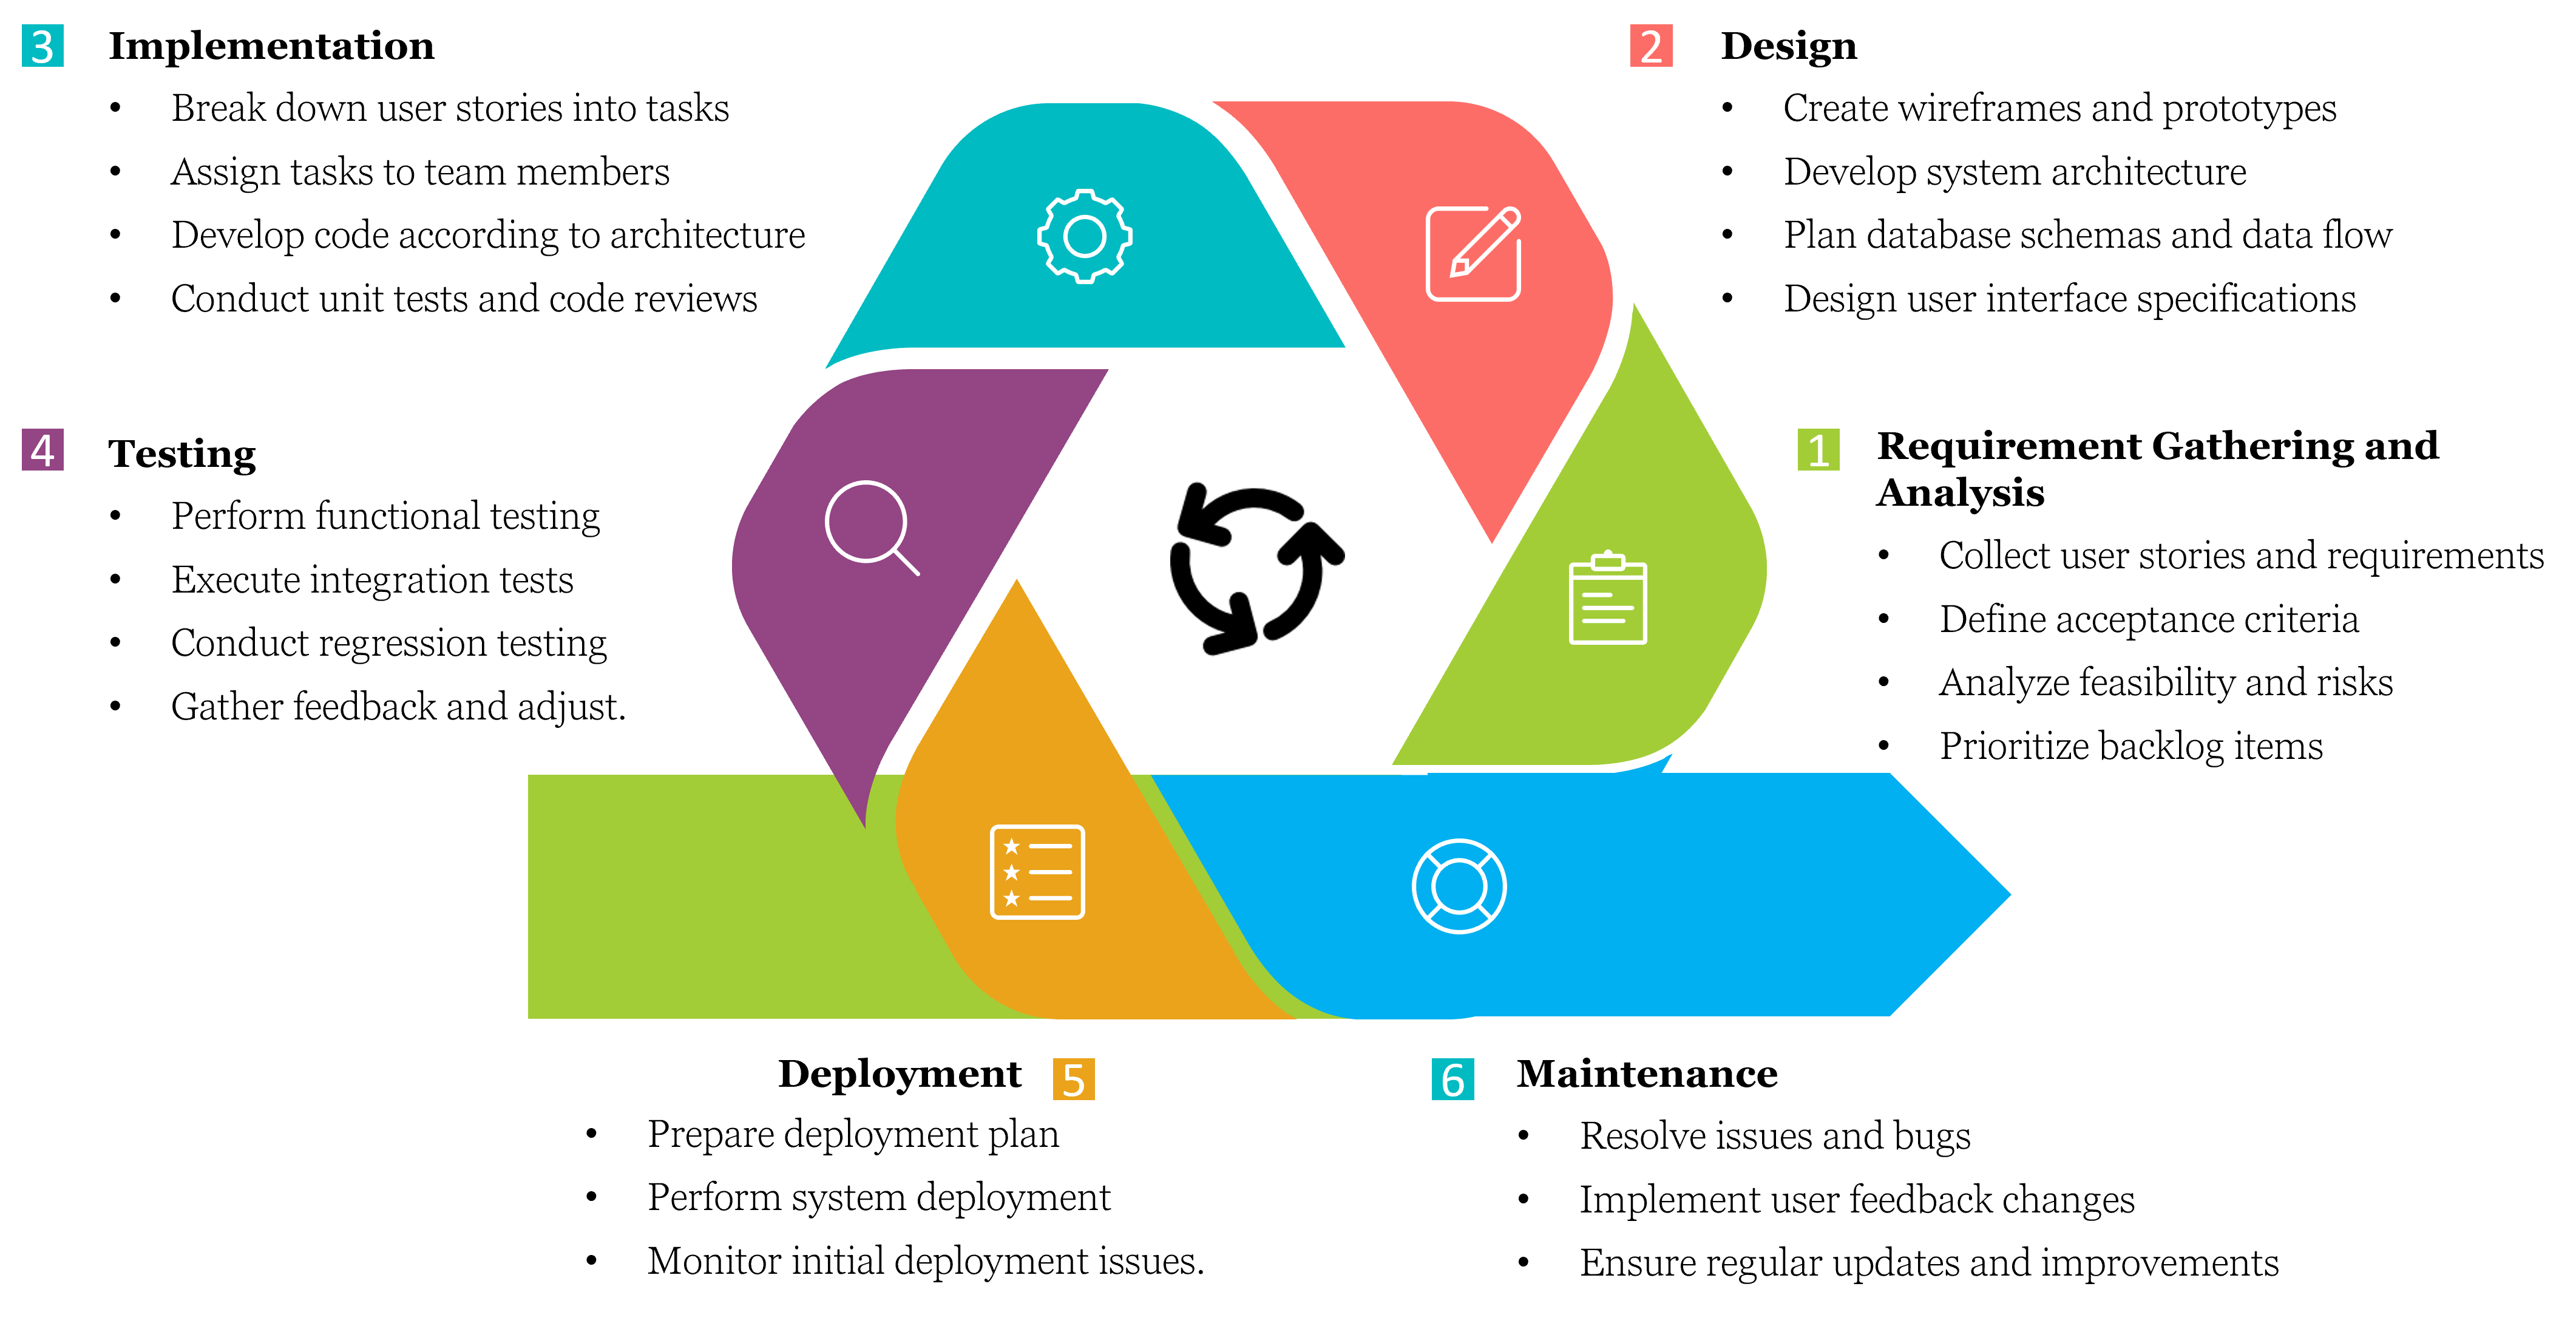 3 Implementation
• Break down user stories into tasks
• Assign tasks to team members
• Develop code according to architecture
• Conduct unit tests and code reviews
2 Design
• Create wireframes and prototypes
• Develop system architecture
• Plan database schemas and data flow
• Design user interface specifications
4 Testing
• Perform functional testing
• Execute integration tests
• Conduct regression testing
• Gather feedback and adjust.
1 Requirement Gathering and
Analysis
• Collect user stories and requirements
• Define acceptance criteria
• Analyze feasibility and risks
• Prioritize backlog items
Deployment 5
• Prepare deployment plan
• Perform system deployment
• Monitor initial deployment issues.
6 Maintenance
• Resolve issues and bugs
• Implement user feedback changes
• Ensure regular updates and improvements